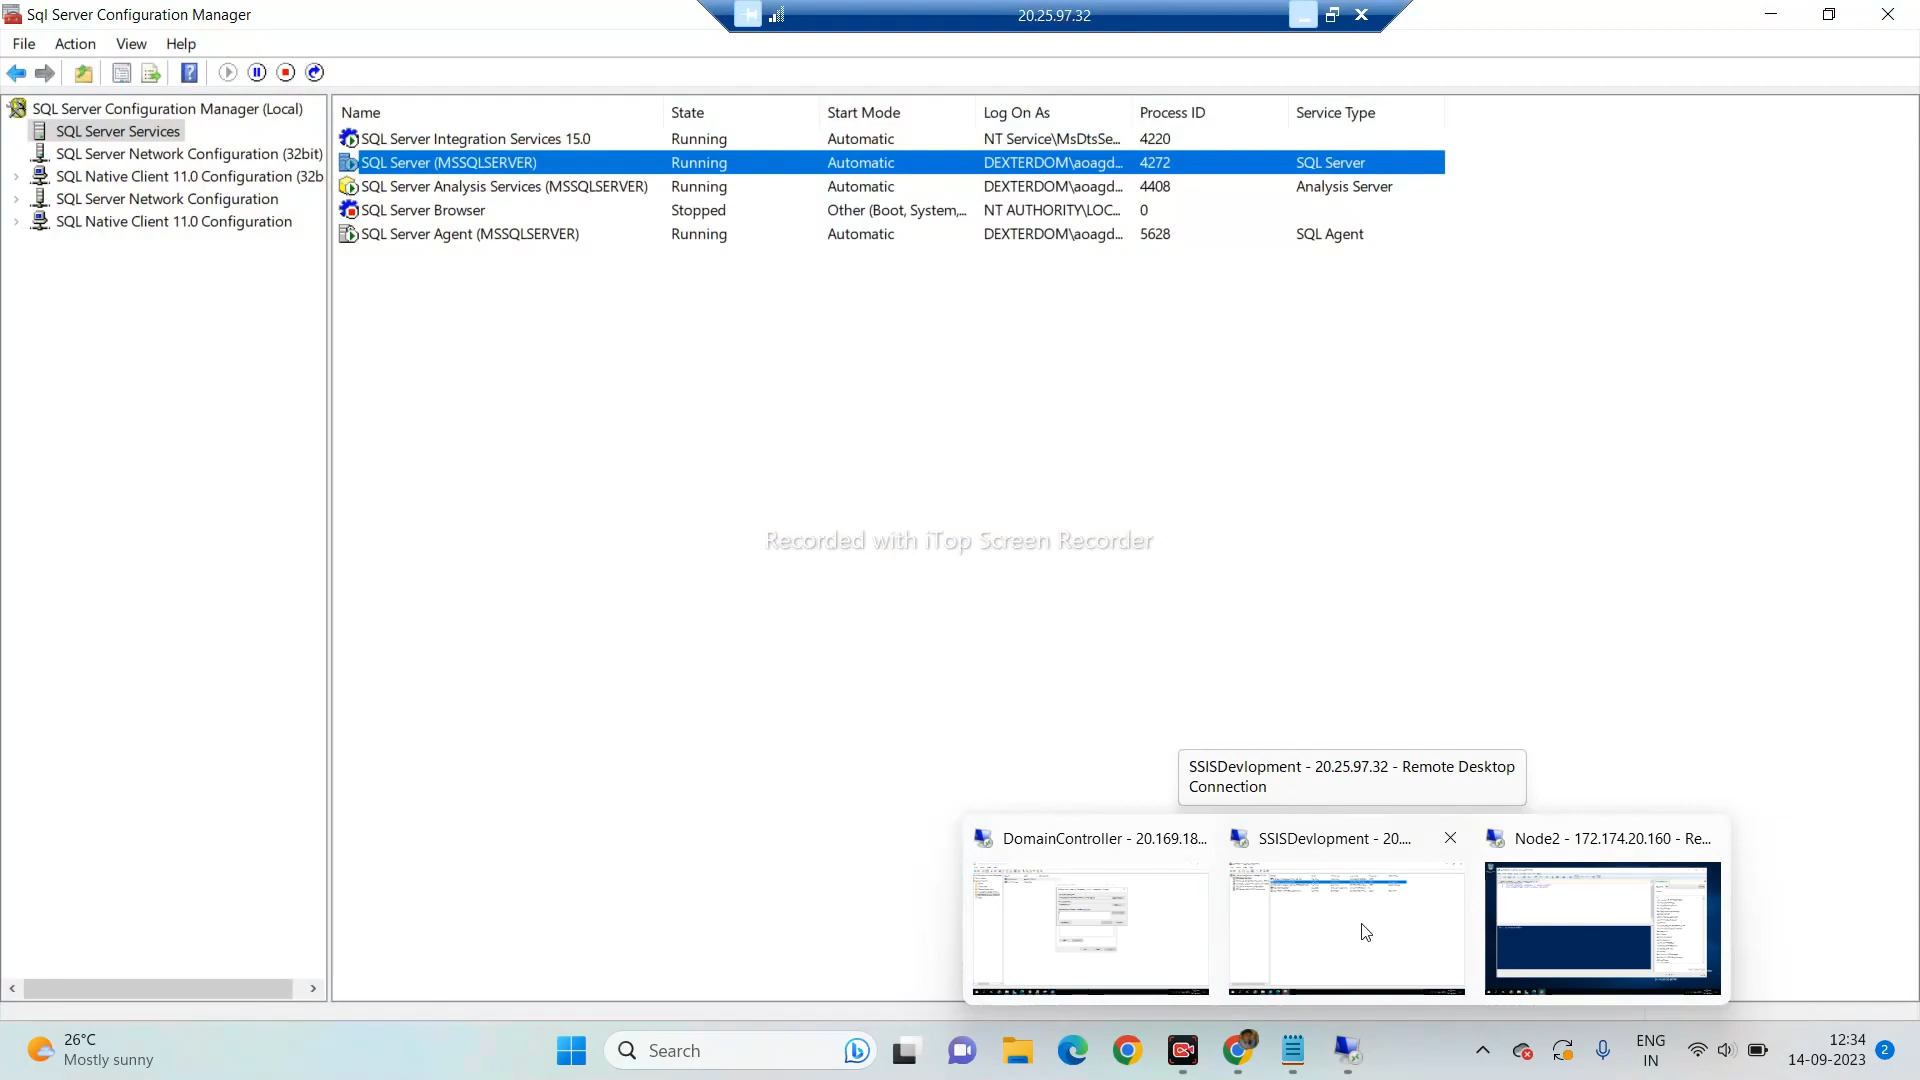 Sql Server Configuration Manager
20.25.97.32
File Action View Help
SQL Server Configuration Manager (Local)
SQL Server Services
SQL Server Network Configuration (32bit)
SQL Native Client 11.0 Configuration (32b
SQL Server Network Configuration
SQL Native Client 11.0 Configuration
Name State Start Mode Log On As Process ID Service Type
SQL Server Integration Services 15.0 Running Automatic NT Service\MsDtsSe... 4220
SQL Server (MSSQLSERVER) Running Automatic DEXTERDOM\aoagd... 4272 SQL Server
SQL Server Analysis Services (MSSQLSERVER) Running Automatic DEXTERDOM\aoagd... 4408 Analysis Server
SQL Server Browser Stopped Other (Boot, System,... NT AUTHORITY\LOC... 0
SQL Server Agent (MSSQLSERVER) Running Automatic DEXTERDOM\aoagd... 5628 SQL Agent
Recorded with iTop Screen Recorder
SSISDevlopment - 20.25.97.32 - Remote Desktop
Connection
DomainController - 20.169.18...
SSISDevlopment - 20....
Node2 - 172.174.20.160 - Re...
26°C
Mostly sunny
Search
ENG
IN
12:34
14-09-2023
2